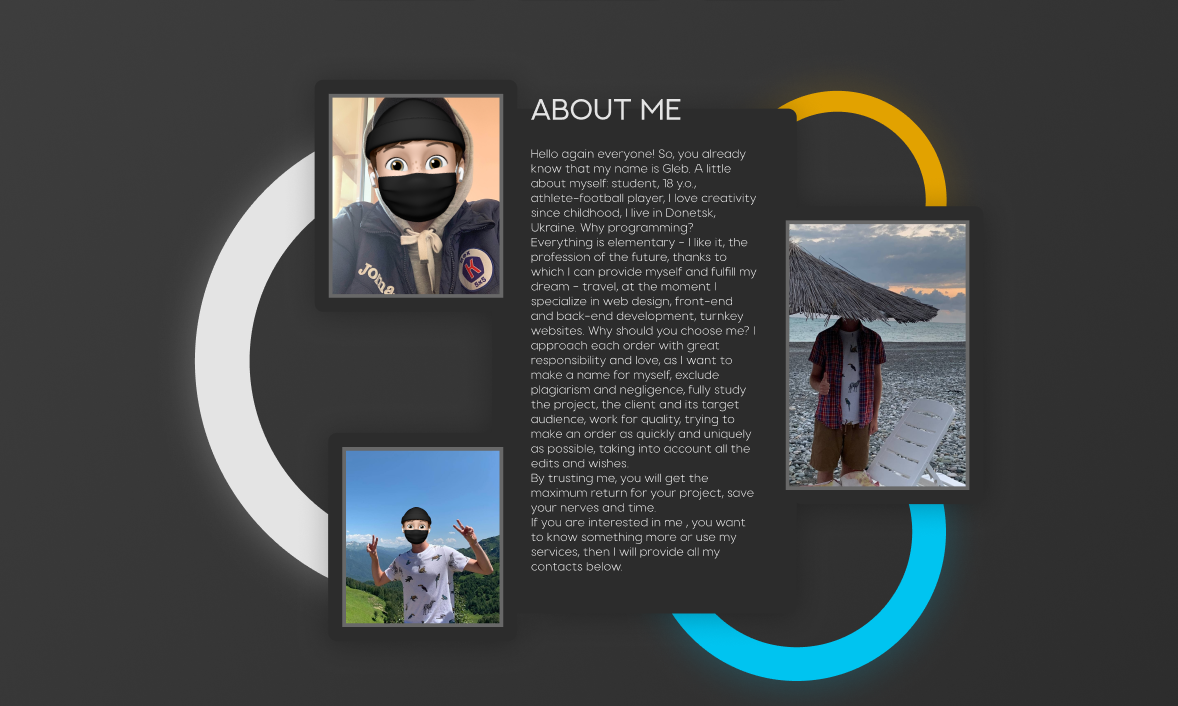 ABOUT ME
Hello again everyone! So, you already
know that my name is Gleb. A little
about myself: student, 18 y.o.,
athlete-football player, I love creativity
since childhood, I live in Donetsk,
Ukraine. Why programming?
Everything is elementary - I like it, the
profession of the future, thanks to
which I can provide myself and fulfill my
dream - travel, at the moment I
specialize in web design, front-end
and back-end development, turnkey
websites. Why should you choose me? I
approach each order with great
responsibility and love, as I want to
make a name for myself, exclude
plagiarism and negligence, fully study
the project, the client and its target
audience, work for quality, trying to
make an order as quickly and uniquely
as possible, taking into account all the
edits and wishes.
By trusting me, you will get the
maximum return for your project, save
your nerves and time.
If you are interested in me , you want
to know something more or use my
services, then I will provide all my
contacts below.
Joma
K
5x5